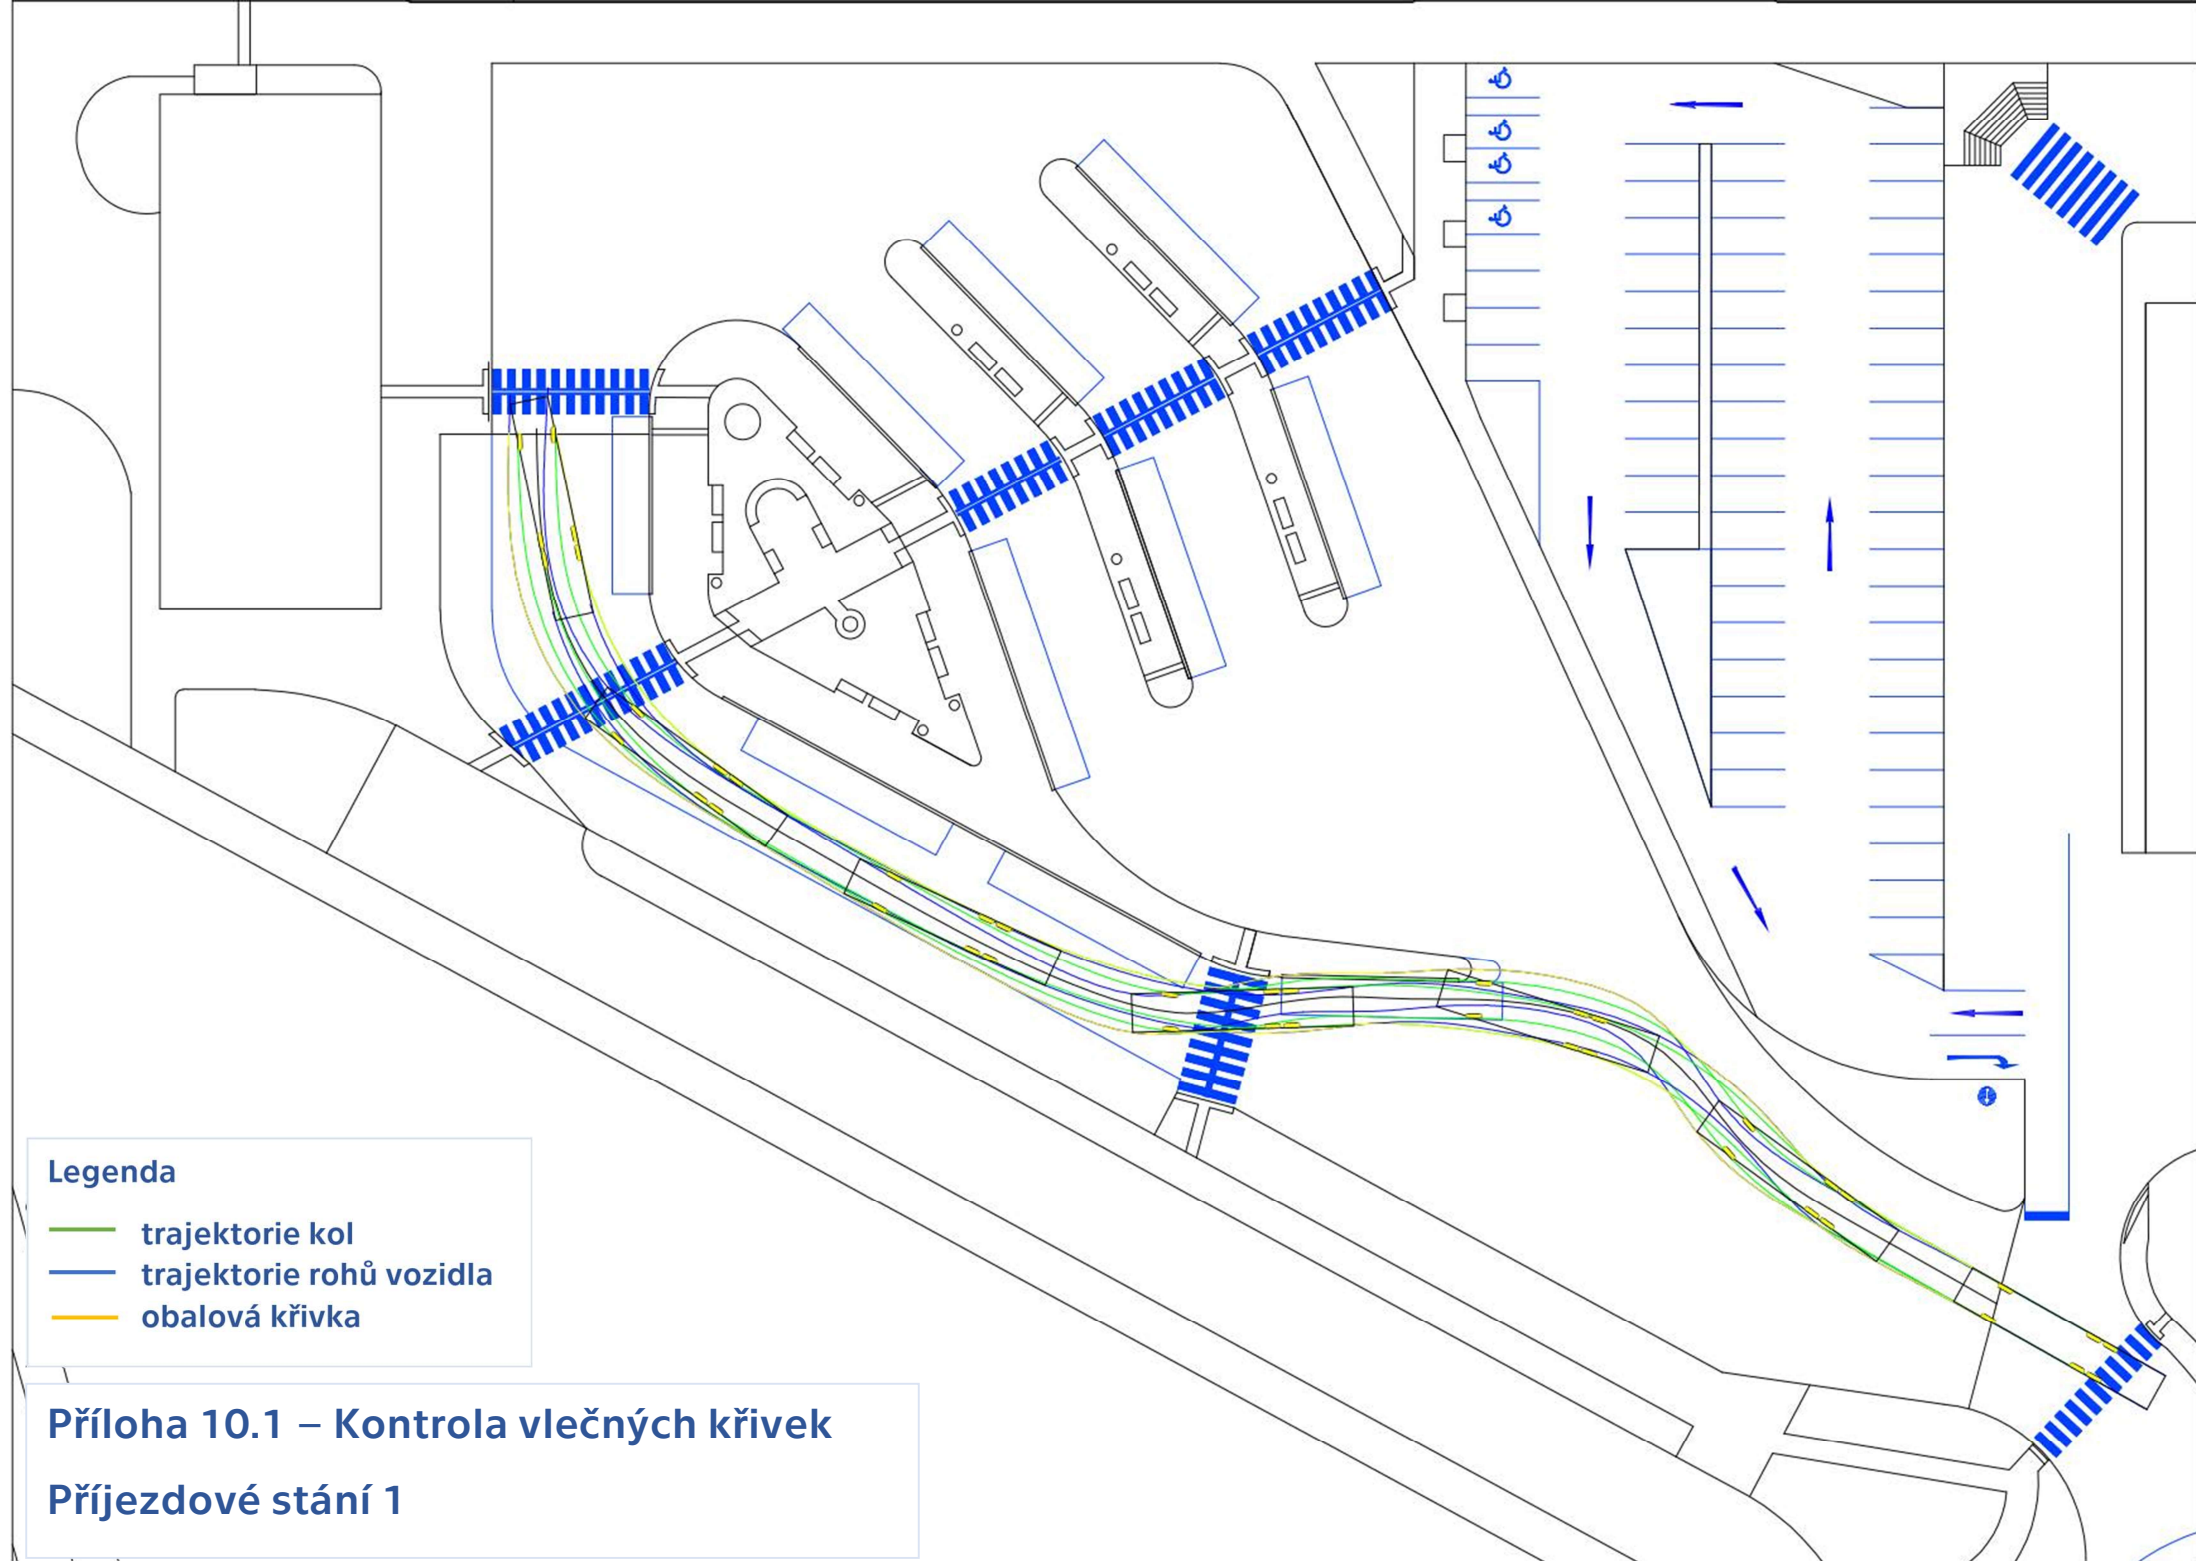 Legenda
trajektorie kol
trajektorie rohů vozidla
obalová křivka
Příloha 10.1 – Kontrola vlečných křivek
Příjezdové stání 1